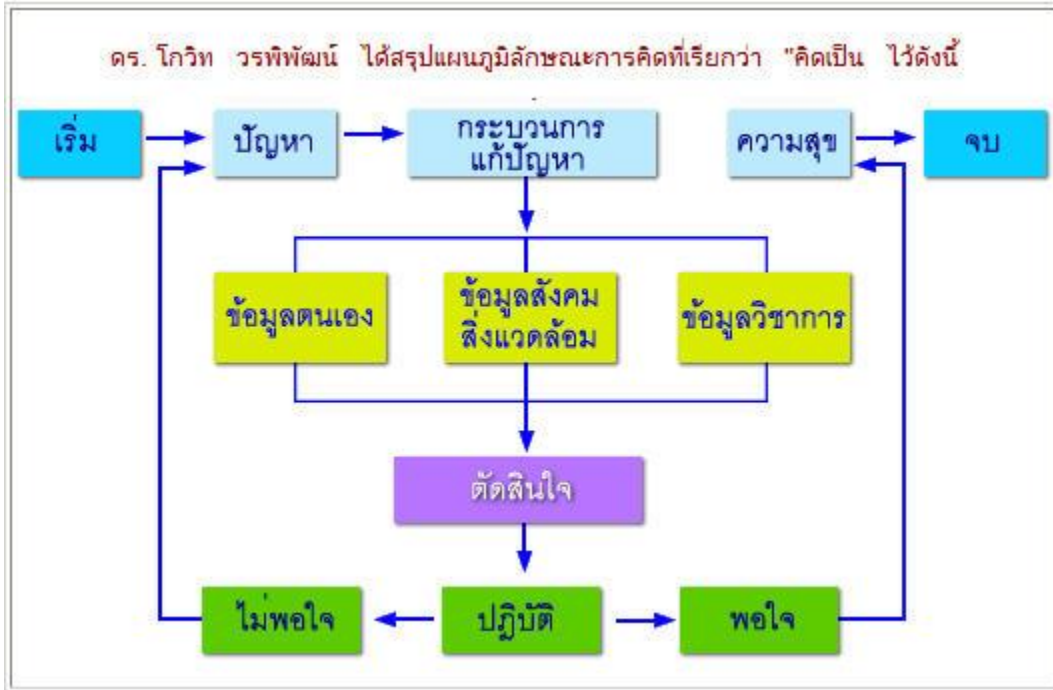 ดร. โกวิท วรพิพัฒน์ ได้สรุปแผนภูมิลักษณะการคิดที่เรียกว่า "คิดเป็น ไว้ดังนี้
เริ่ม
ปัญหา
กระบวนการ
แก้ปัญหา
ความสุข
จบ
ข้อมูลตนเอง
ข้อมูลสังคม
สิ่งแวดล้อม
ข้อมูลวิชาการ
ตัดสินใจ
ไม่พอใจ
ปฎิบัติ
พอใจ